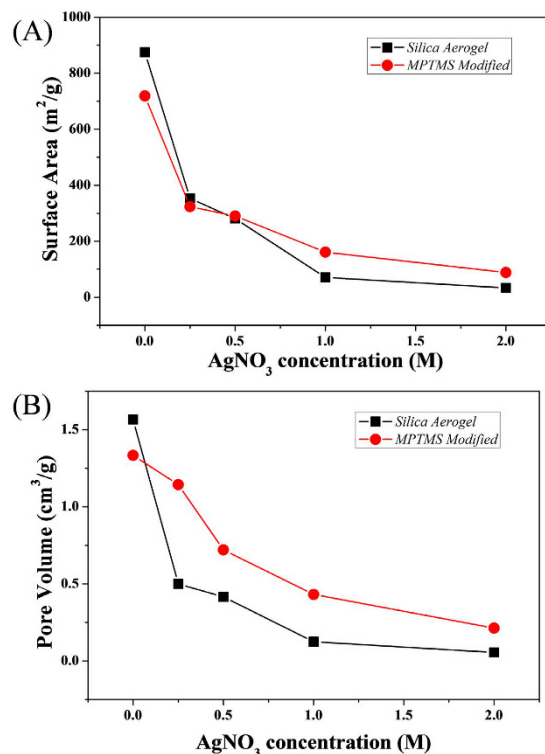 (A)
1000
800
600
400
200
0
Surface Area (m²/g)
Silica Aerogel
MPTMS Modified
0.0 0.5 1.0 1.5 2.0
AgNO₃ concentration (M)
(B)
1.5
1.0
0.5
0.0
Pore Volume (cm³/g)
Silica Aerogel
MPTMS Modified
0.0 0.5 1.0 1.5 2.0
AgNO₃ concentration (M)